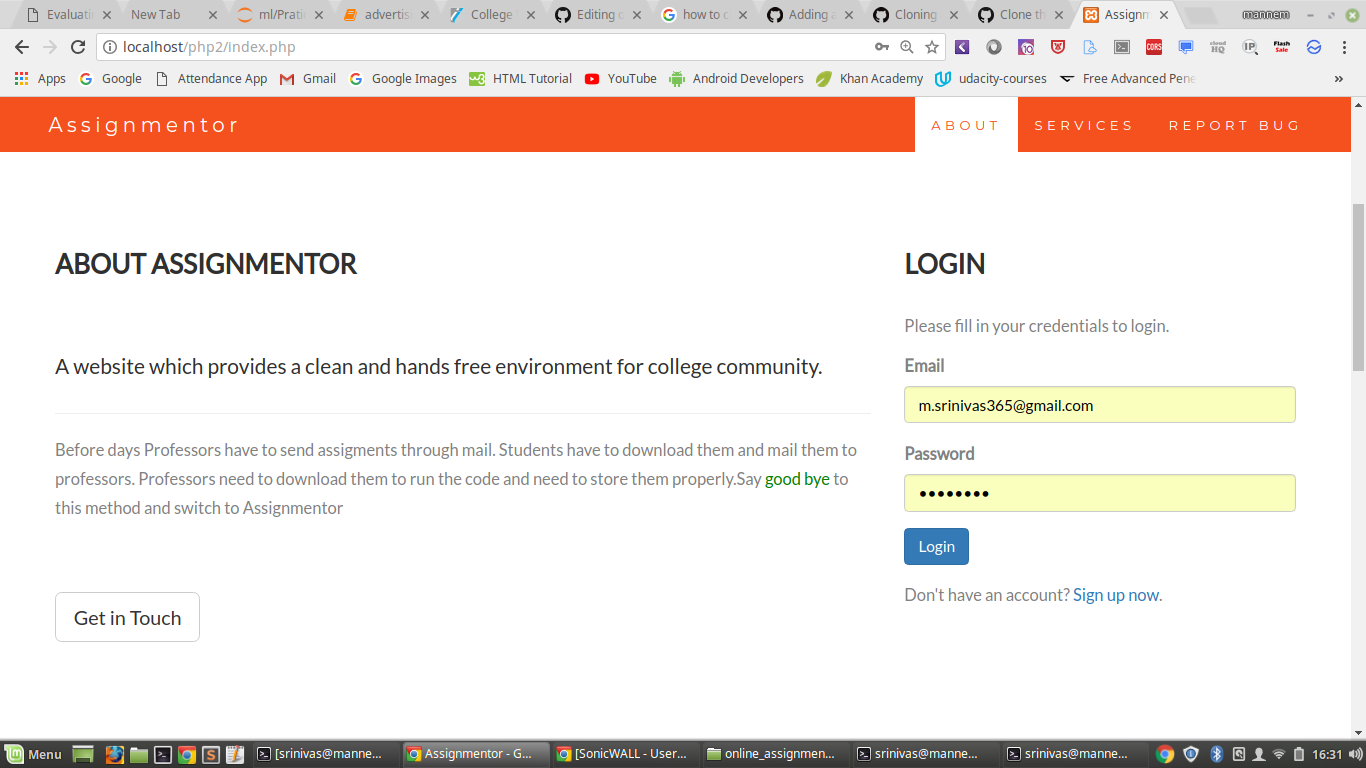 Evaluati
New Tab
ml/Prati
advertis
College
Editing o
how to c
Adding a
Cloning
Clone th
Assignm
mannem
localhost/php2/Index.php
Apps
Google
Attendance App
Gmail
Google Images
HTML Tutorial
YouTube
Android Developers
Khan Academy
udacity-courses
Free Advanced Pene
Assignmentor
ABOUT
SERVICES
REPORT BUG
ABOUT ASSIGNMENTOR
A website which provides a clean and hands free environment for college community.
Before days Professors have to send assigments through mail. Students have to download them and mail them to
professors. Professors need to download them to run the code and need to store them properly.Say good bye to
this method and switch to Assignmentor
Get in Touch
LOGIN
Please fill in your credentials to login.
Email
m.srinivas365@gmail.com
Password
••••••••
Login
Don't have an account? Sign up now.
Menu
[srinivas@manne...
Assignmentor - G...
[SonicWALL - User...
online_assignmen...
srinivas@manne...
srinivas@manne...
16:31